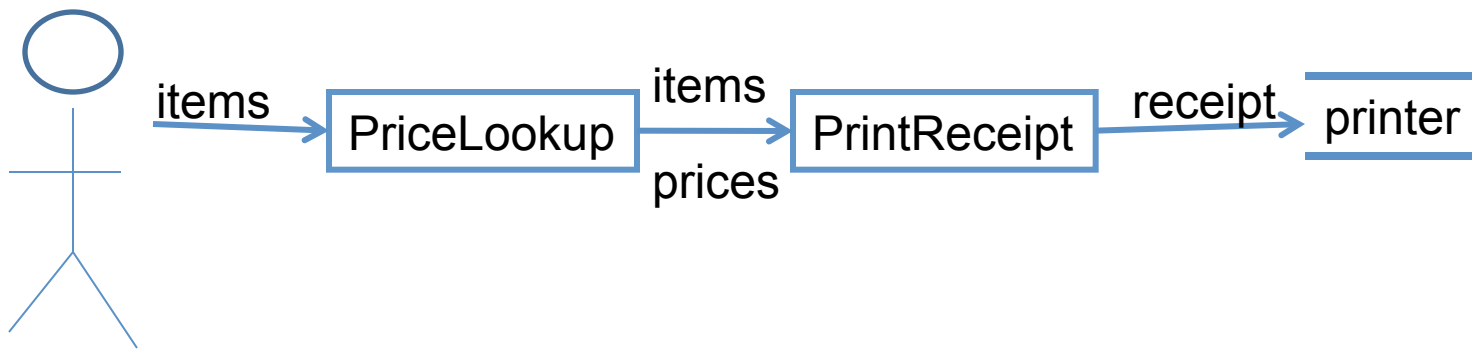 items
PriceLookup
items
prices
PrintReceipt
receipt
printer